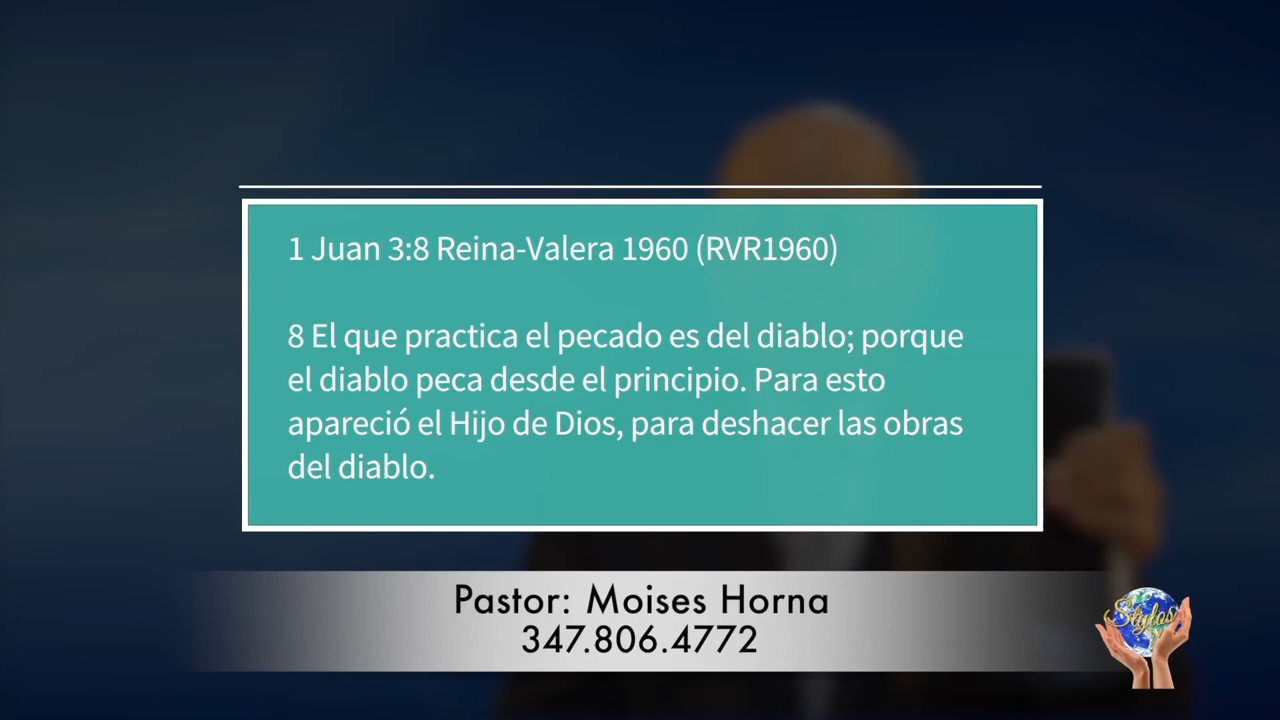 1 Juan 3:8 Reina-Valera 1960 (RVR1960)
8 El que practica el pecado es del diablo; porque
el diablo peca desde el principio. Para esto
apareció el Hijo de Dios, para deshacer las obras
del diablo.
Pastor: Moises Horna
347.806.4772
Stylos